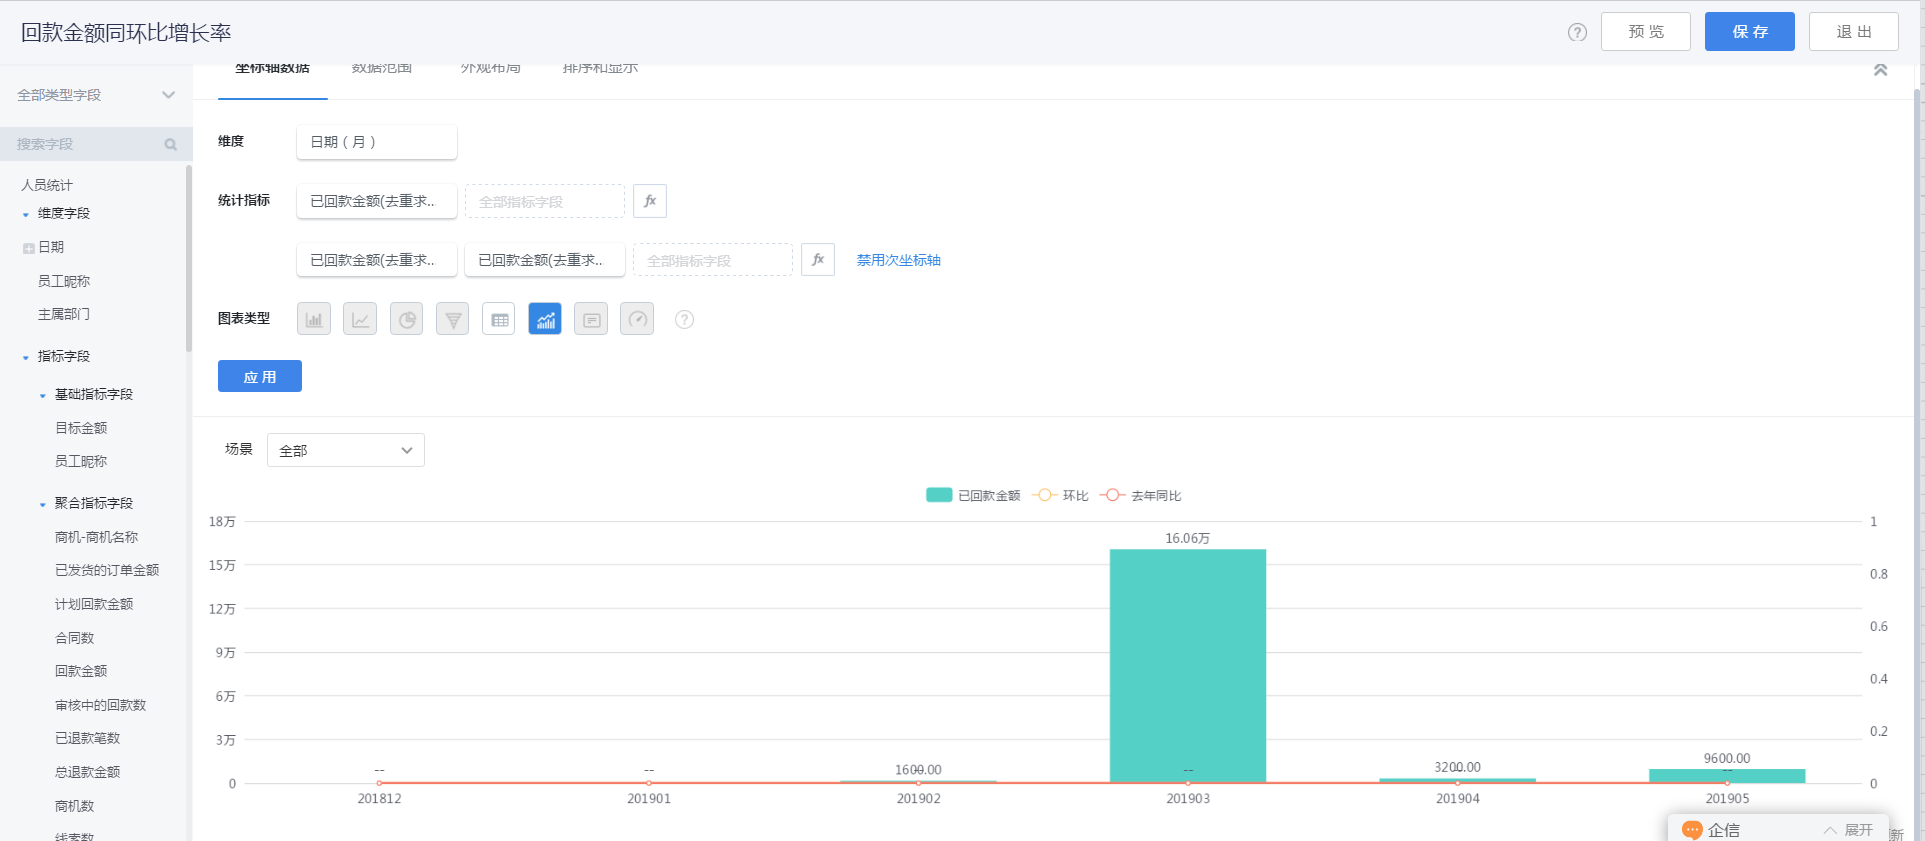 回款金额同环比增长率
预 览
保 存
退 出
坐标轴数据 数据范围 外观布局 排序和显示
全部类型字段
搜索字段
人员统计
维度字段
日期
员工昵称
主属部门
指标字段
基础指标字段
目标金额
员工昵称
聚合指标字段
商机-商机名称
已发货的订单金额
计划回款金额
合同数
回款金额
审核中的回款数
已退款笔数
总退款金额
商机数
线索数
维度
日期 ( 月 )
统计指标
已回款金额(去重求...
全部指标字段
fx
已回款金额(去重求...
已回款金额(去重求...
全部指标字段
fx
禁用次坐标轴
图表类型
应 用
场景
全部
已回款金额 环比 去年同比
18万
15万
12万
9万
6万
3万
0
1
0.8
0.6
0.4
0.2
0
-- -- 1600.00 -- 16.06万 -- 3200.00 -- 9600.00 --
201812 201901 201902 201903 201904 201905
企信
展开
新